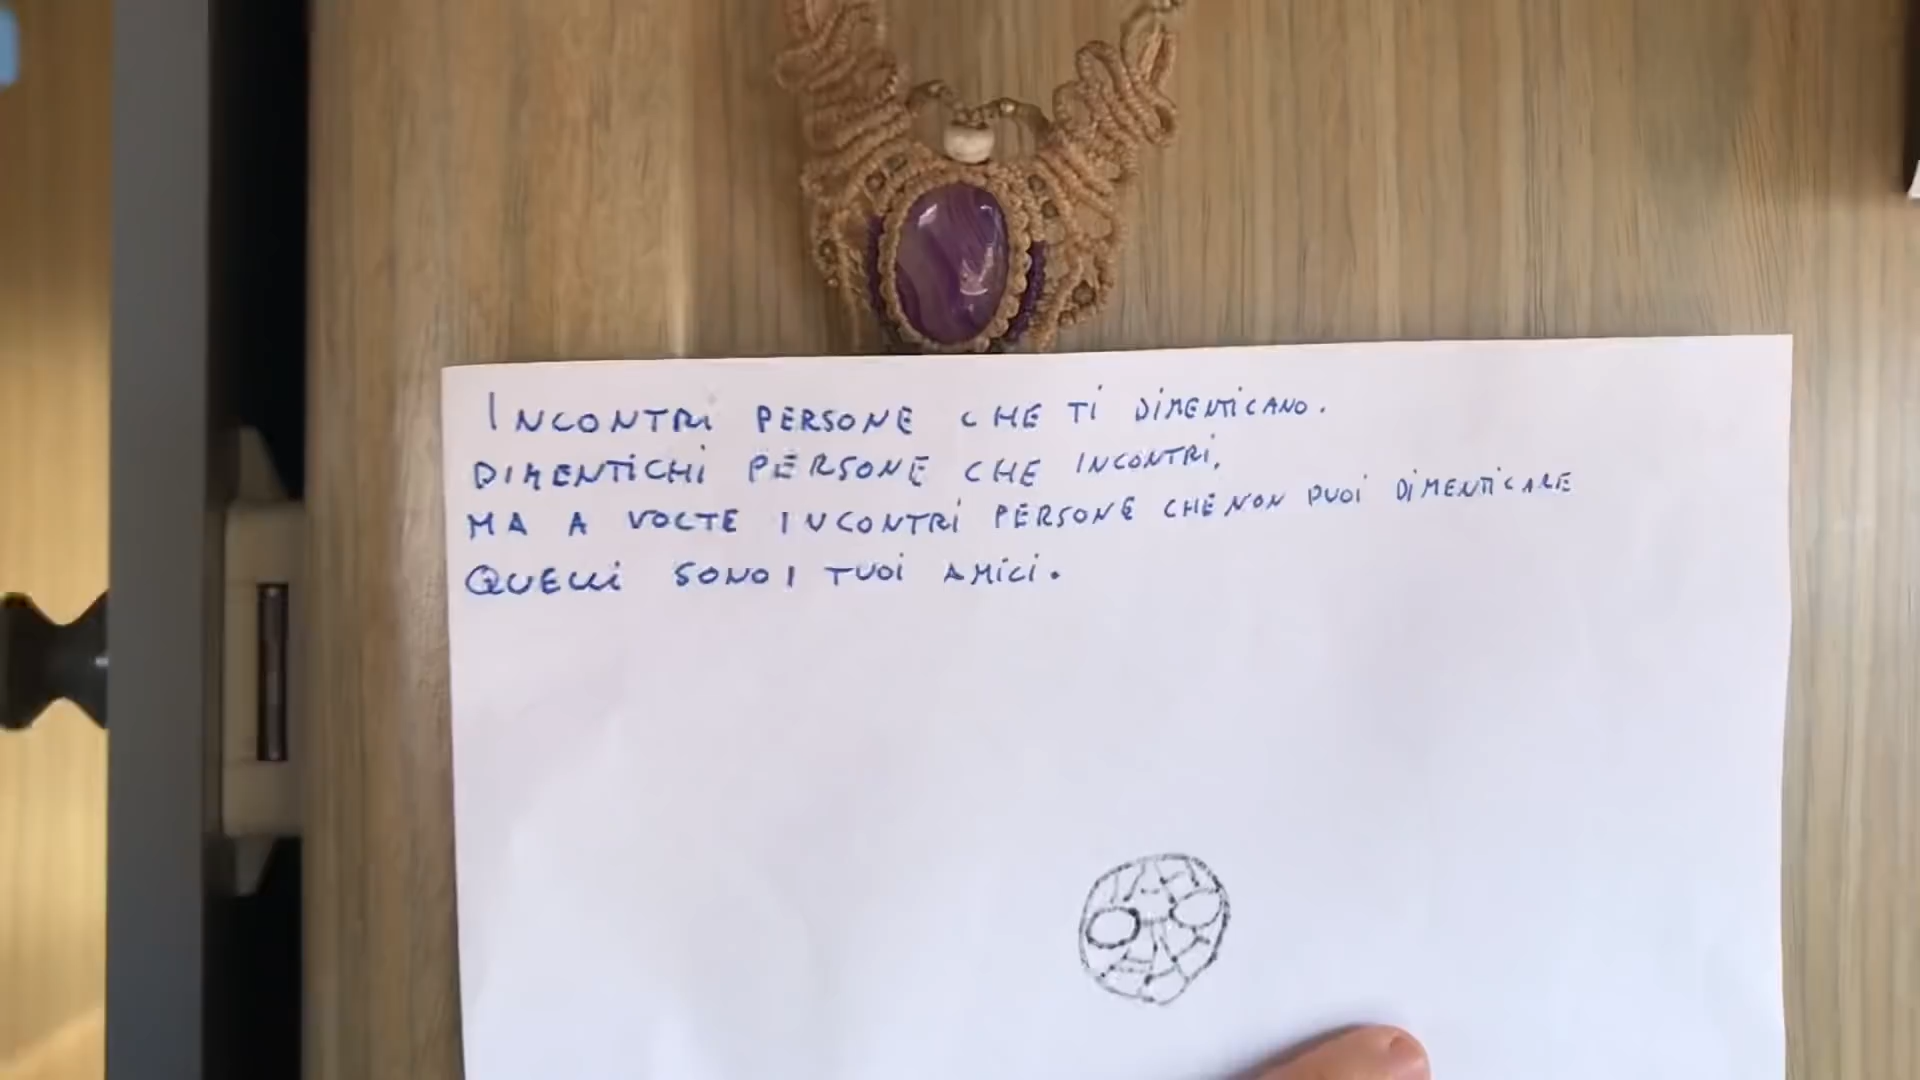 INCONTRI PERSONE CHE TI DIMENTICANO.
DIMENTICHI PERSONE CHE INCONTRI.
MA A VOLTE INCONTRI PERSONE CHE NON PUOI DIMENTICARE
QUELLI SONO I TUOI AMICI.